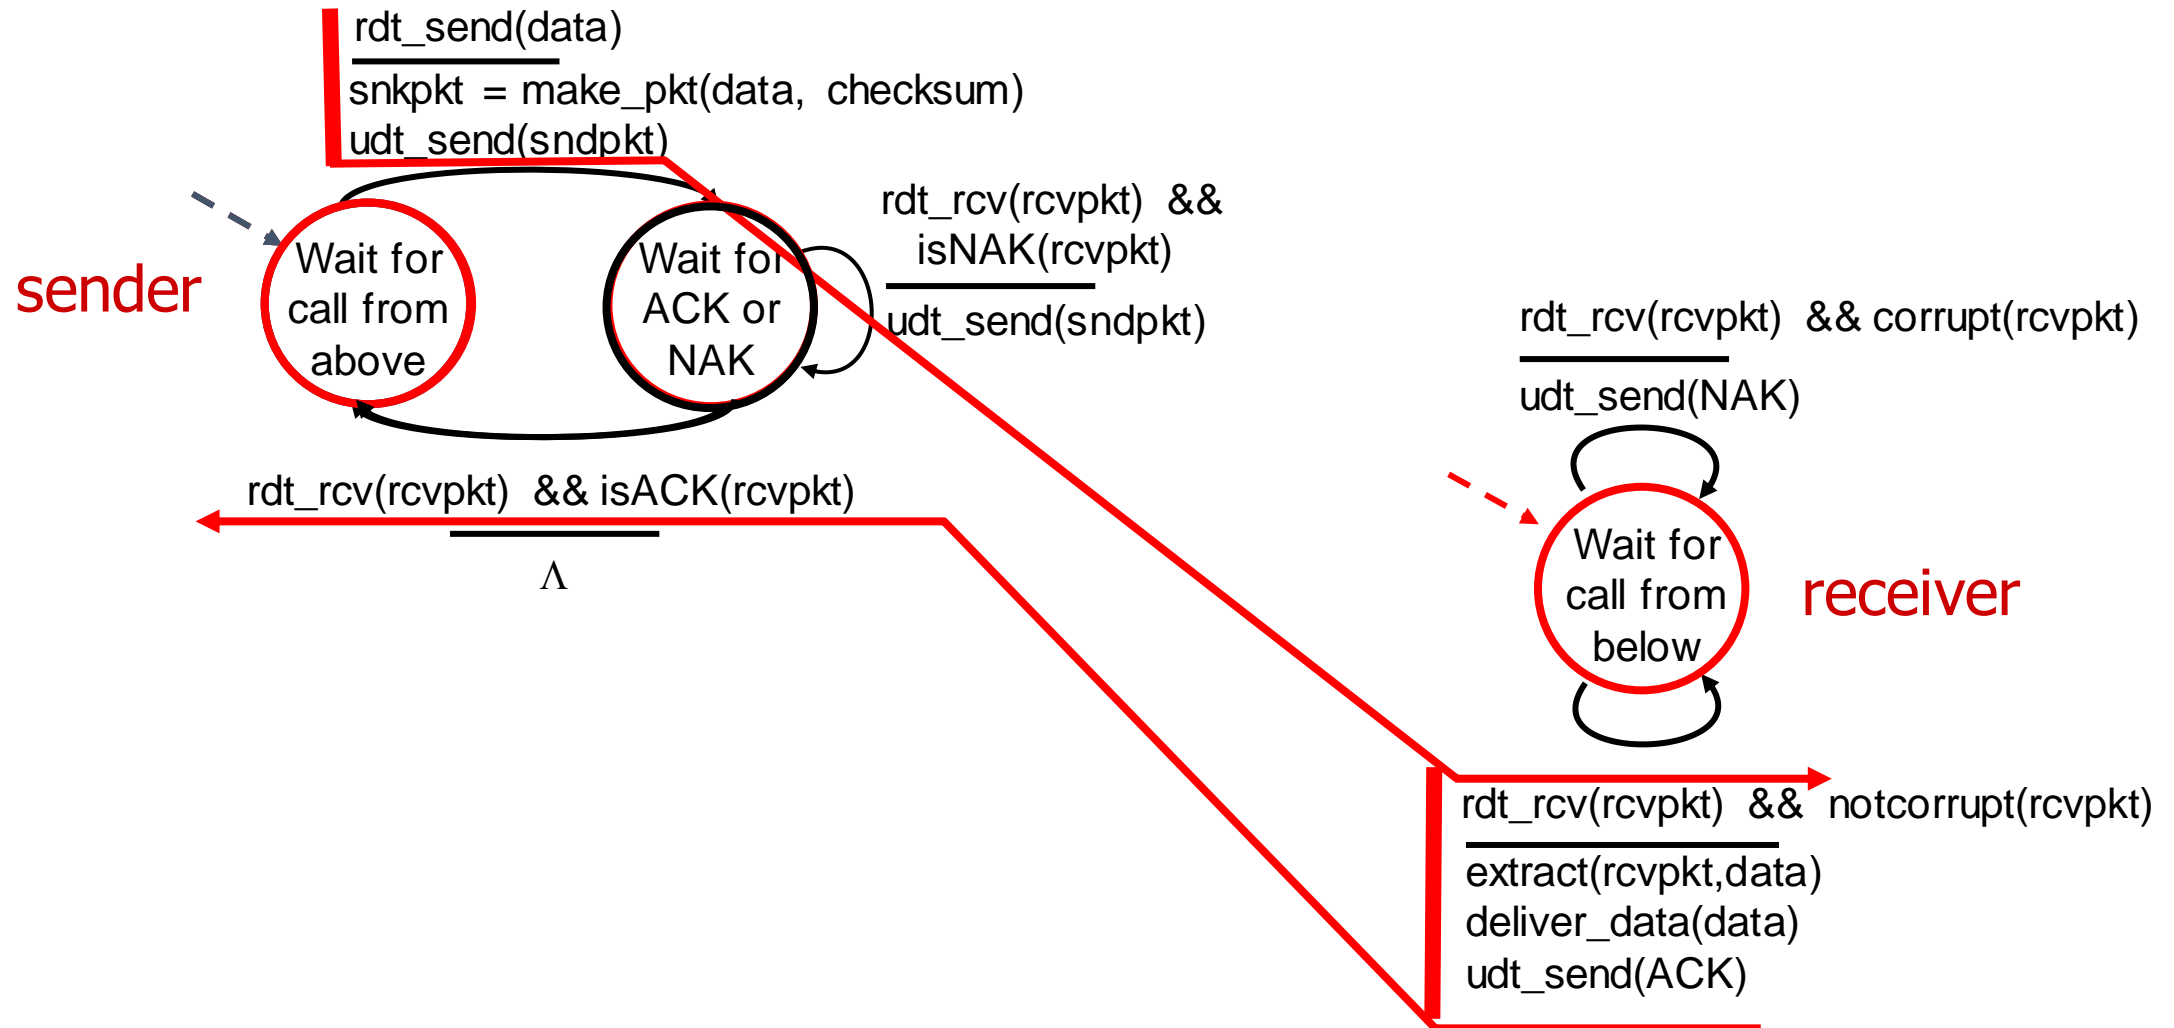 rdt_send(data)
snkpkt = make_pkt(data, checksum)
udt_send(sndpkt)
sender
Wait for
call from
above
Wait for
ACK or
NAK
rdt_rcv(rcvpkt) &&
isNAK(rcvpkt)
udt_send(sndpkt)
rdt_rcv(rcvpkt) && isACK(rcvpkt)
Λ
rdt_rcv(rcvpkt) && corrupt(rcvpkt)
udt_send(NAK)
Wait for
call from
below
receiver
rdt_rcv(rcvpkt) && notcorrupt(rcvpkt)
extract(rcvpkt,data)
deliver_data(data)
udt_send(ACK)